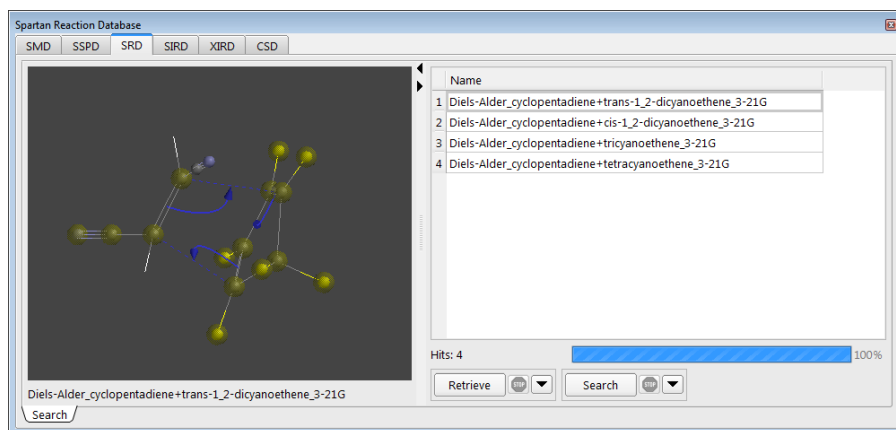 Spartan Reaction Database
SMD SSPD SRD SIRD XIRD CSD
Name
1 Diels-Alder_cyclopentadiene+trans-1_2-dicyanoethene_3-21G
2 Diels-Alder_cyclopentadiene+cis-1_2-dicyanoethene_3-21G
3 Diels-Alder_cyclopentadiene+tricyanoethene_3-21G
4 Diels-Alder_cyclopentadiene+tetracyanoethene_3-21G
Hits: 4 100%
Retrieve STOP Search STOP
Diels-Alder_cyclopentadiene+trans-1_2-dicyanoethene_3-21G
Search